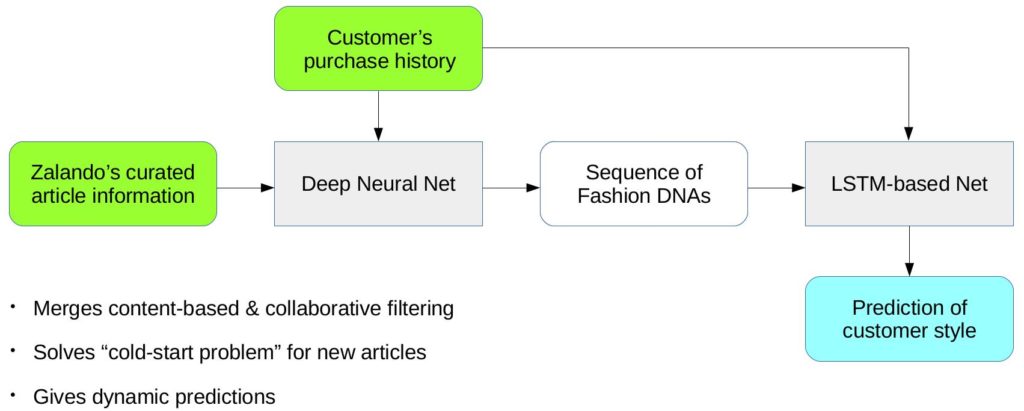 Customer’s
purchase history
Zalando’s curated
article information
Deep Neural Net
Sequence of
Fashion DNAs
LSTM-based Net
Prediction of
customer style
• Merges content-based & collaborative filtering
• Solves “cold-start problem” for new articles
• Gives dynamic predictions